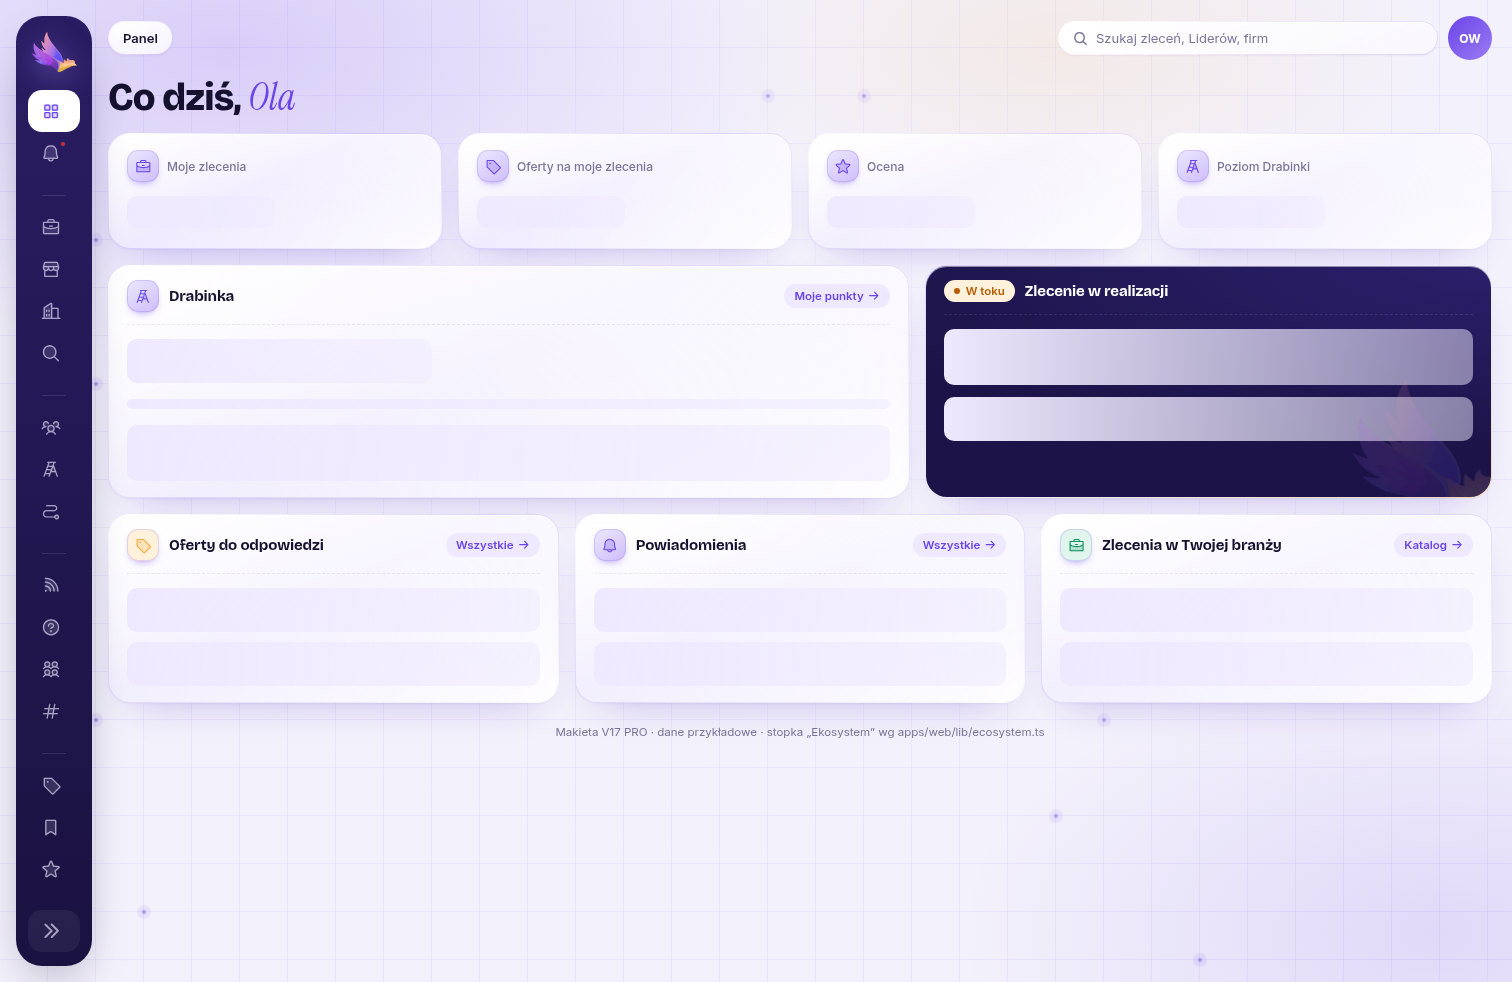 Panel
Szukaj zleceń, Liderów, firm
OW
Co dziś, Ola
Moje zlecenia
Oferty na moje zlecenia
Ocena
Poziom Drabinki
Drabinka
Moje punkty →
W toku
Zlecenie w realizacji
Oferty do odpowiedzi
Wszystkie →
Powiadomienia
Wszystkie →
Zlecenia w Twojej branży
Katalog →
Makieta V17 PRO · dane przykładowe · stopka „Ekosystem” wg apps/web/lib/ecosystem.ts